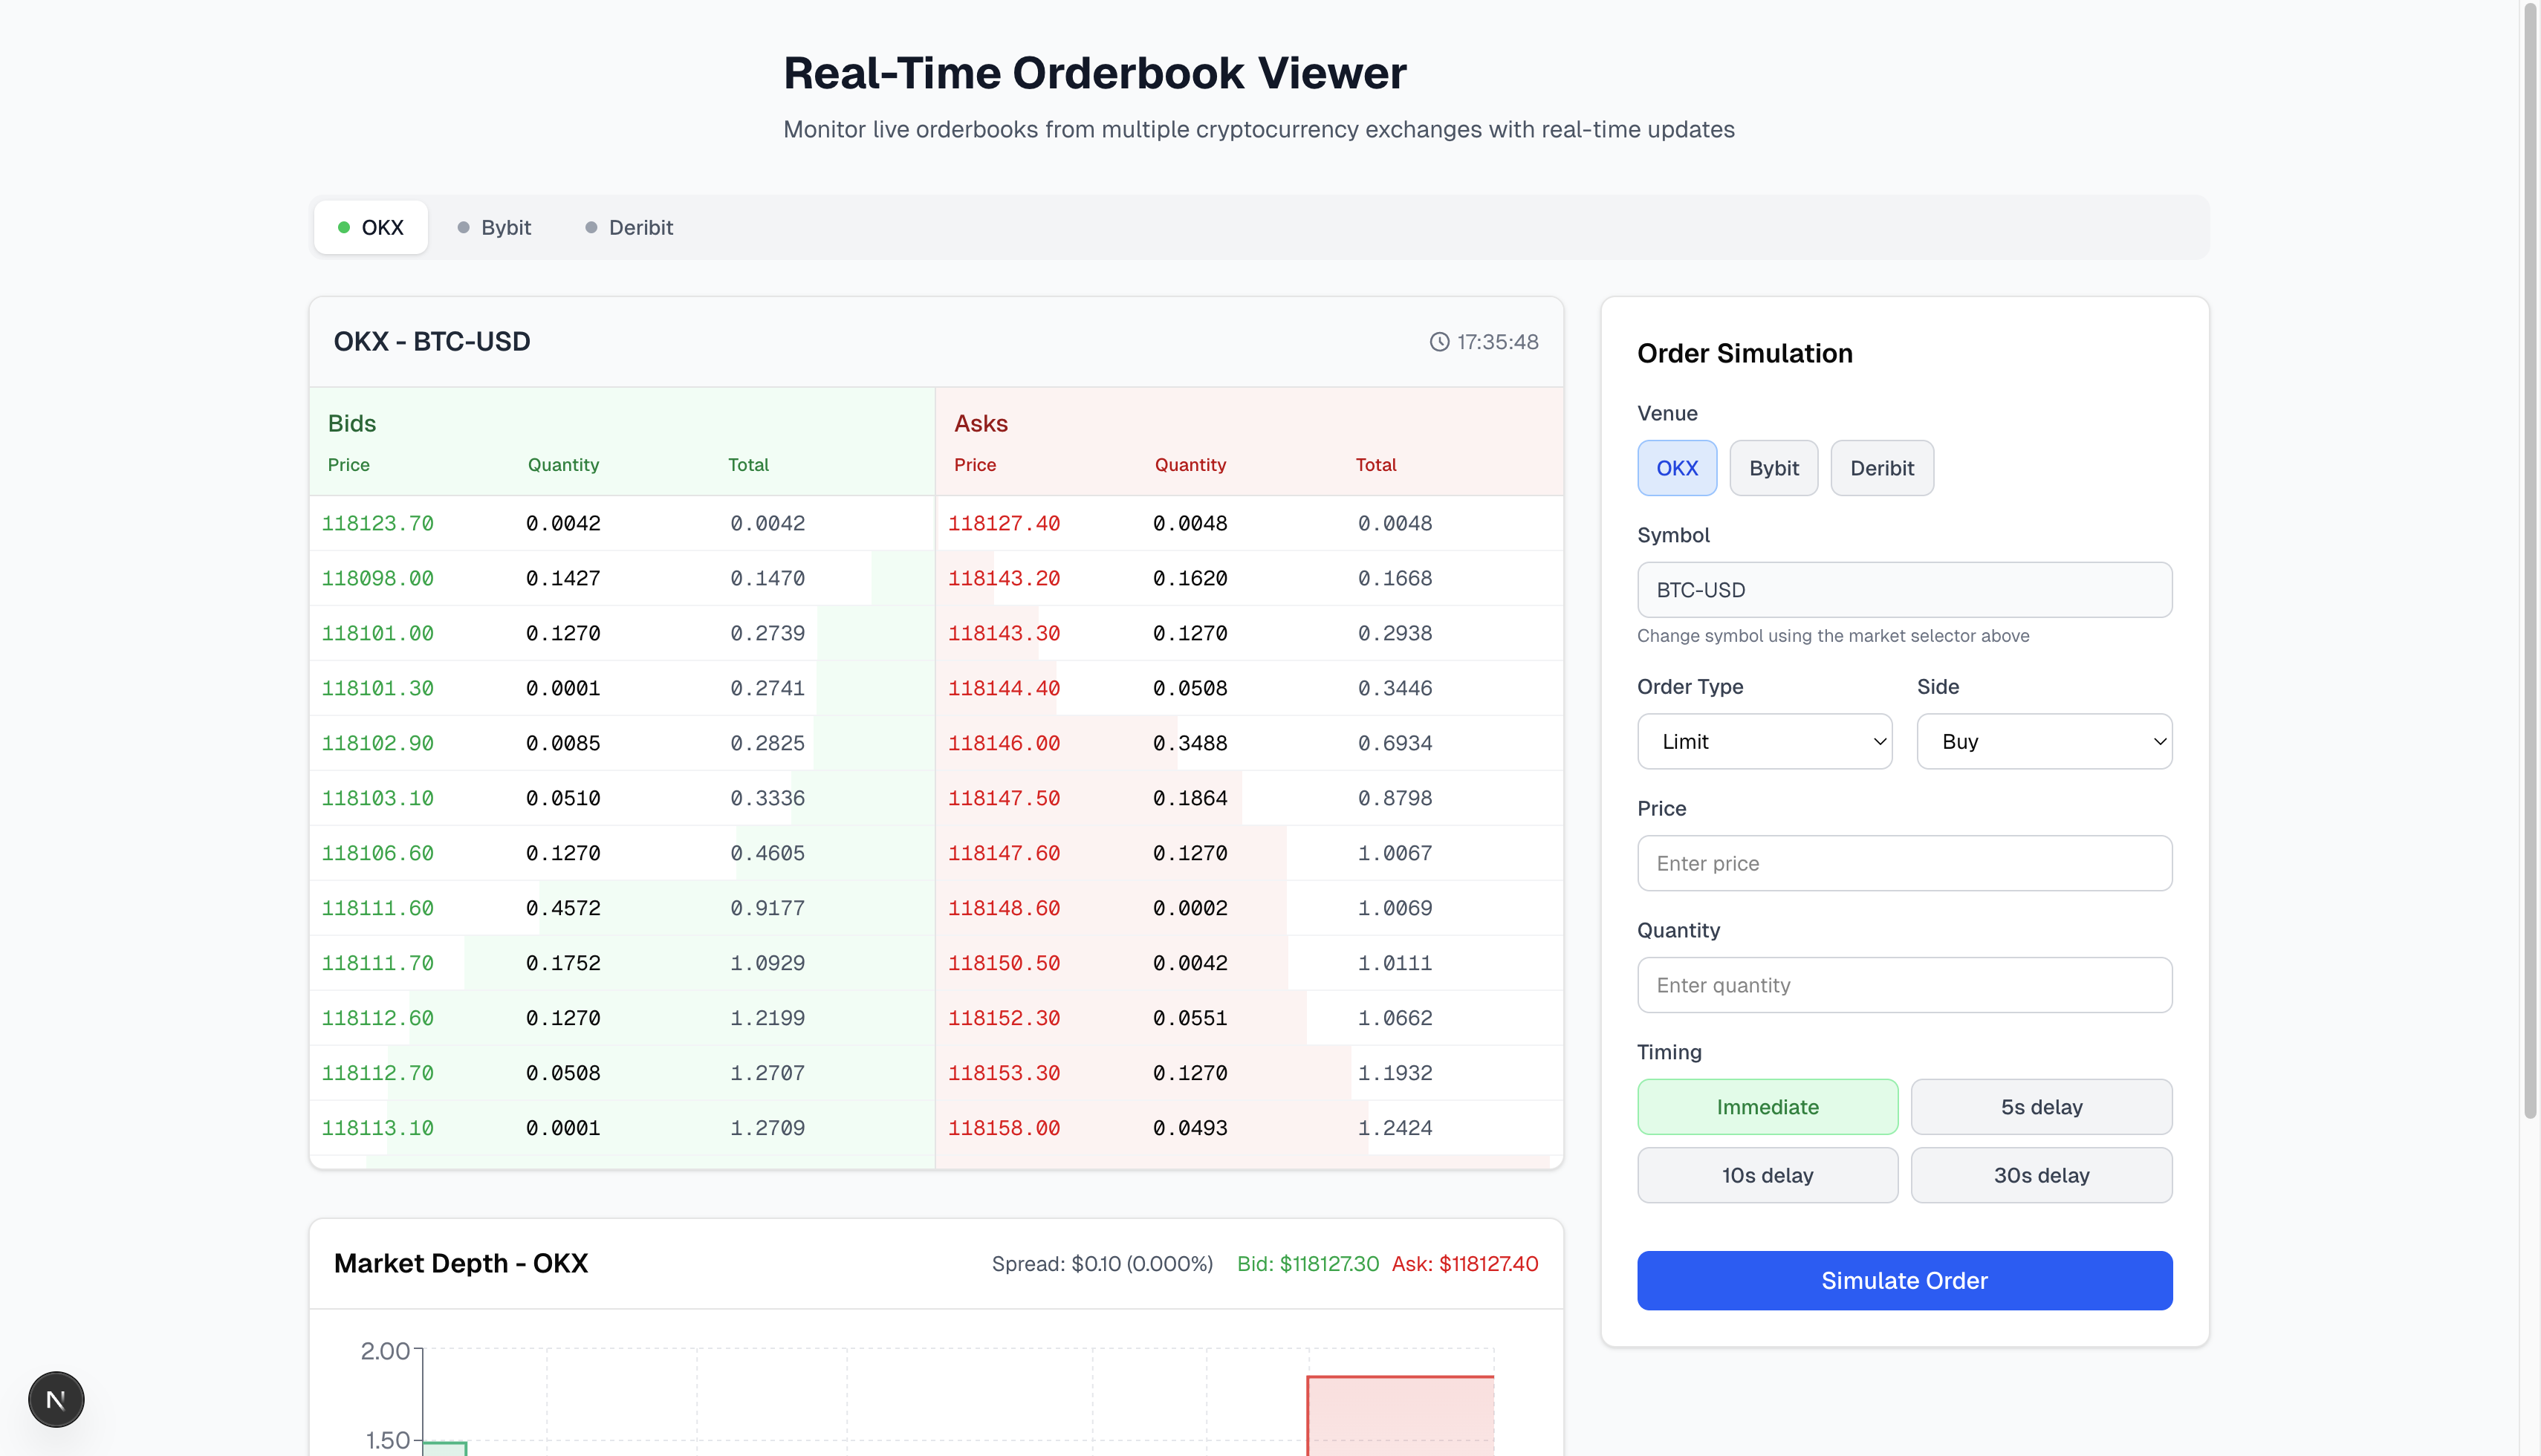 Real-Time Orderbook Viewer
Monitor live orderbooks from multiple cryptocurrency exchanges with real-time updates
OKX Bybit Deribit
OKX - BTC-USD 17:35:48
Bids Asks
Price Quantity Total Price Quantity Total
118123.70 0.0042 0.0042 118127.40 0.0048 0.0048
118098.00 0.1427 0.1470 118143.20 0.1620 0.1668
118101.00 0.1270 0.2739 118143.30 0.1270 0.2938
118101.30 0.0001 0.2741 118144.40 0.0508 0.3446
118102.90 0.0085 0.2825 118146.00 0.3488 0.6934
118103.10 0.0510 0.3336 118147.50 0.1864 0.8798
118106.60 0.1270 0.4605 118147.60 0.1270 1.0067
118111.60 0.4572 0.9177 118148.60 0.0002 1.0069
118111.70 0.1752 1.0929 118150.50 0.0042 1.0111
118112.60 0.1270 1.2199 118152.30 0.0551 1.0662
118112.70 0.0508 1.2707 118153.30 0.1270 1.1932
118113.10 0.0001 1.2709 118158.00 0.0493 1.2424
Market Depth - OKX Spread: $0.10 (0.000%) Bid: $118127.30 Ask: $118127.40
2.00
1.50
Order Simulation
Venue
OKX Bybit Deribit
Symbol
BTC-USD
Change symbol using the market selector above
Order Type Side
Limit Buy
Price
Enter price
Quantity
Enter quantity
Timing
Immediate 5s delay
10s delay 30s delay
Simulate Order
N